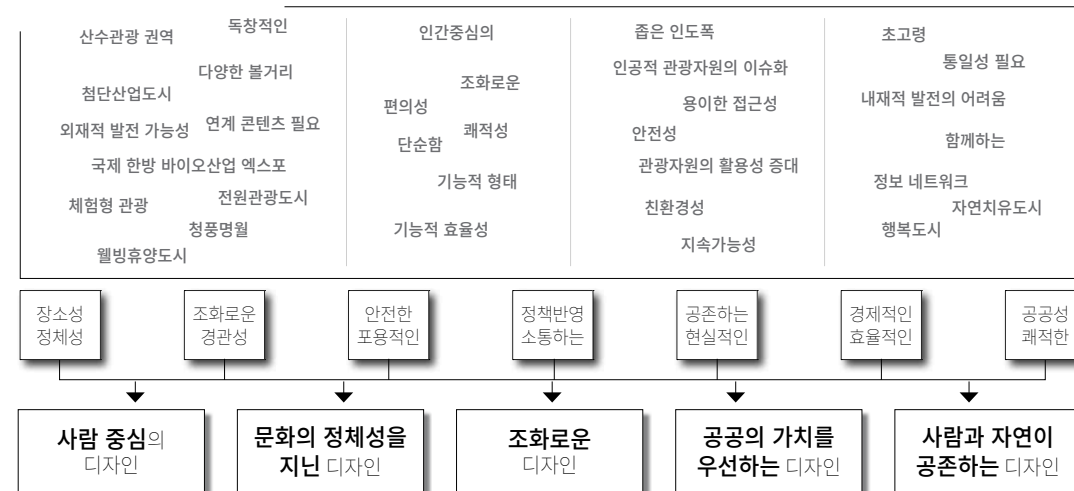 산수관광 권역
독창적인
다양한 볼거리
첨단산업도시
외재적 발전 가능성
연계 콘텐츠 필요
국제 한방 바이오산업 엑스포
체험형 관광
전원관광도시
청풍명월
웰빙휴양도시
인간중심의
조화로운
편의성
쾌적성
단순함
기능적 형태
기능적 효율성
좁은 인도폭
인공적 관광자원의 이슈화
용이한 접근성
안전성
관광자원의 활용성 증대
친환경성
지속가능성
초고령
통일성 필요
내재적 발전의 어려움
함께하는
정보 네트워크
자연치유도시
행복도시
장소성
정체성
조화로운
경관성
안전한
포용적인
정책반영
소통하는
공존하는
현실적인
경제적인
효율적인
공공성
쾌적한
사람 중심의
디자인
문화의 정체성을
지닌 디자인
조화로운
디자인
공공의 가치를
우선하는 디자인
사람과 자연이
공존하는 디자인